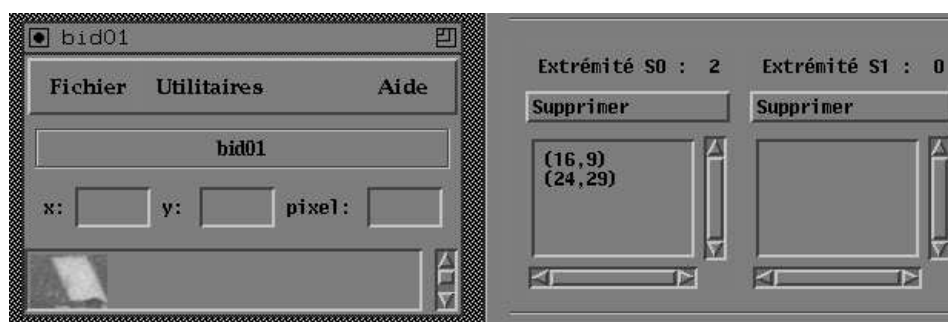 bid01
Fichier Utilitaires Aide
bid01
x: y: pixel:
Extrémité S0 : 2 Extrémité S1 : 0
Supprimer Supprimer
(16,9)
(24,29)